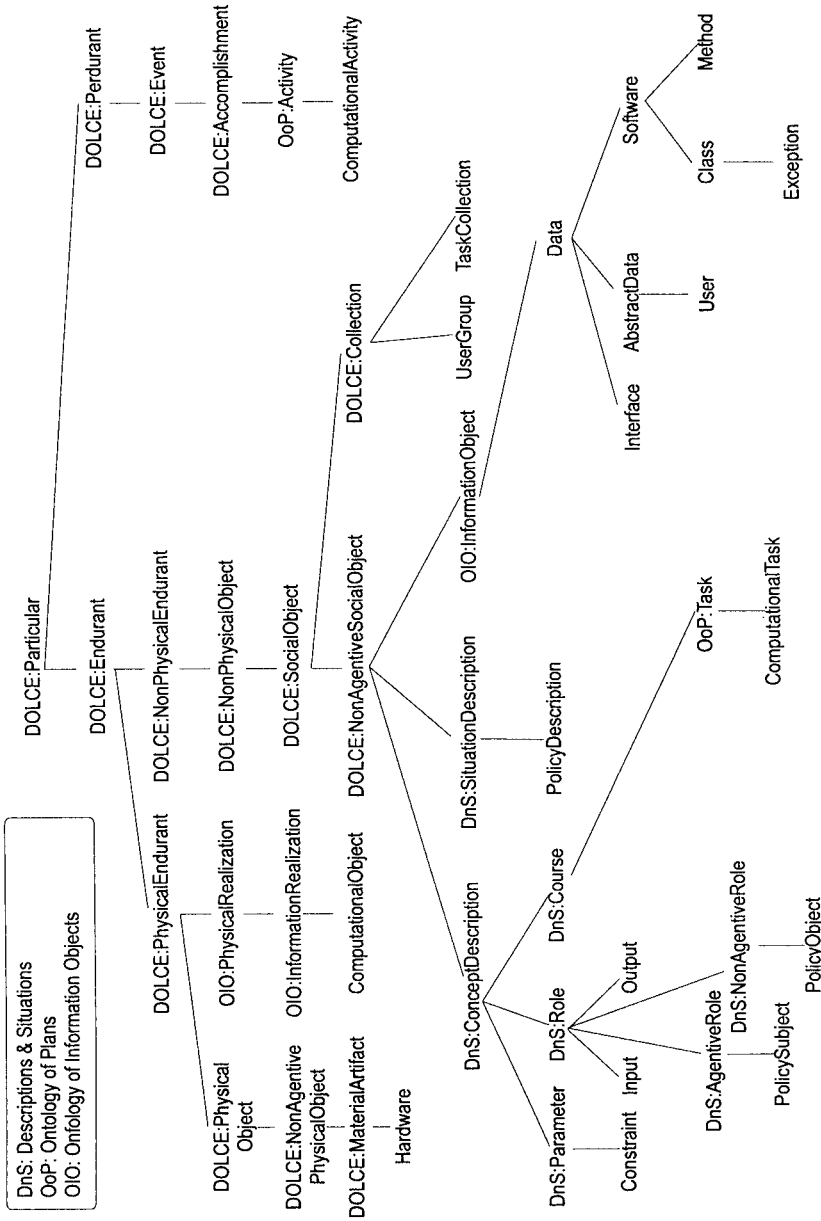 DnS: Descriptions & Situations
OoP: Ontology of Plans
OIO: Onfology of Information Objects
DOLCE:Particular
DOLCE:Endurant
DOLCE:Perdurant
DOLCE:PhysicalEndurant
DOLCE:NonPhysicalEndurant
DOLCE:Event
DOLCE:Physical
Object
OIO:PhysicalRealization
DOLCE:NonPhysicalObject
DOLCE:Accomplishment
DOLCE:NonAgentive
PhysicalObject
OIO:InformationRealization
DOLCE:SocialObject
OoP:Activity
DOLCE:MaterialArtifact
ComputationalObject
DOLCE:NonAgentiveSocialObject
DOLCE:Collection
ComputationalActivity
Hardware
DnS:ConceptDescription
DnS:SituationDescription
OIO:InformationObject
UserGroup
TaskCollection
PolicyDescription
Data
DnS:Parameter
DnS:Role
DnS:Course
Constraint
Input
Output
Interface
AbstractData
Software
DnS:AgentiveRole
DnS:NonAgentiveRole
OoP:Task
User
Class
Method
PolicySubject
PolicyObject
ComputationalTask
Exception